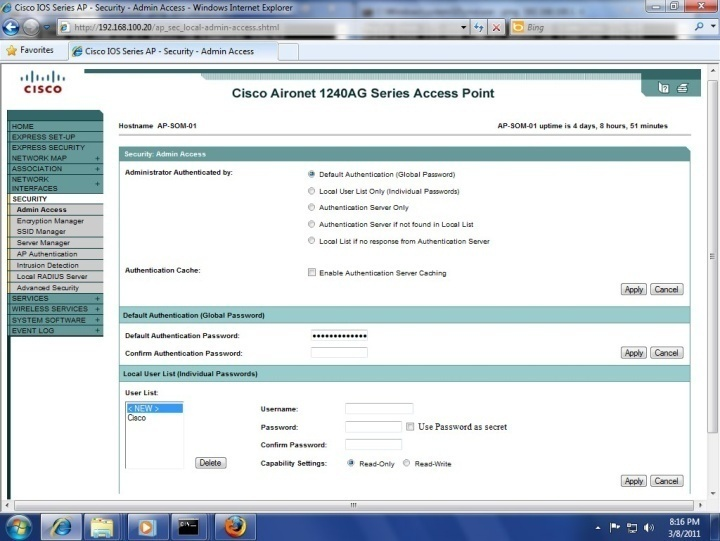 Cisco IOS Series AP - Security - Admin Access - Windows Internet Explorer
http://192.168.100.20/ap_sec_local-admin-access.shtml
Bing
Favorites
Cisco IOS Series AP - Security - Admin Access
CISCO
Cisco Aironet 1240AG Series Access Point
HOME
EXPRESS SET-UP
EXPRESS SECURITY
NETWORK MAP +
ASSOCIATION +
NETWORK INTERFACES +
SECURITY
Admin Access
Encryption Manager
SSID Manager
Server Manager
AP Authentication
Intrusion Detection
Local RADIUS Server
Advanced Security
SERVICES +
WIRELESS SERVICES +
SYSTEM SOFTWARE +
EVENT LOG +
Hostname AP-SOM-01
AP-SOM-01 uptime is 4 days, 8 hours, 51 minutes
Security: Admin Access
Administrator Authenticated by:
Default Authentication (Global Password)
Local User List Only (Individual Passwords)
Authentication Server Only
Authentication Server if not found in Local List
Local List if no response from Authentication Server
Authentication Cache:
Enable Authentication Server Caching
Apply Cancel
Default Authentication (Global Password)
Default Authentication Password:
Confirm Authentication Password:
Apply Cancel
Local User List (Individual Passwords)
User List:
< NEW >
Cisco
Delete
Username:
Password:
Use Password as secret
Confirm Password:
Capability Settings:
Read-Only
Read-Write
Apply Cancel
8:16 PM
3/8/2011